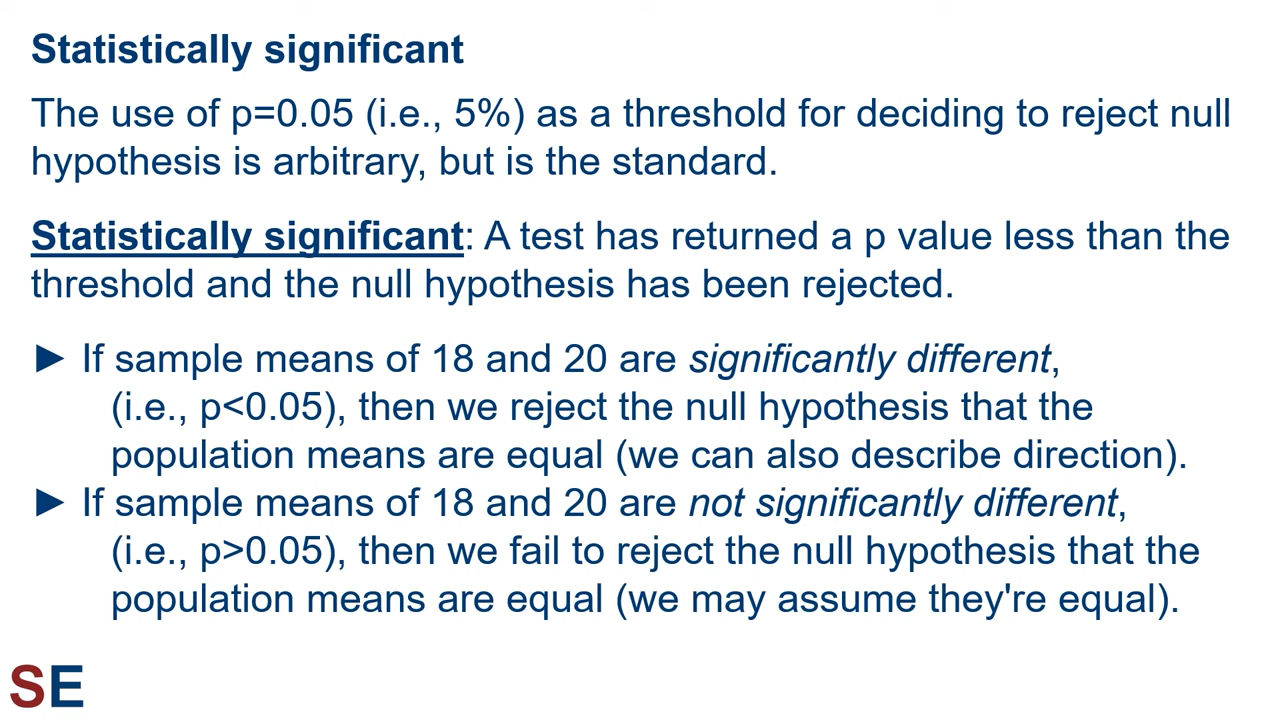 Statistically significant
The use of p=0.05 (i.e., 5%) as a threshold for deciding to reject null
hypothesis is arbitrary, but is the standard.
Statistically significant: A test has returned a p value less than the
threshold and the null hypothesis has been rejected.
► If sample means of 18 and 20 are significantly different,
(i.e., p<0.05), then we reject the null hypothesis that the
population means are equal (we can also describe direction).
► If sample means of 18 and 20 are not significantly different,
(i.e., p>0.05), then we fail to reject the null hypothesis that the
population means are equal (we may assume they're equal).
SE